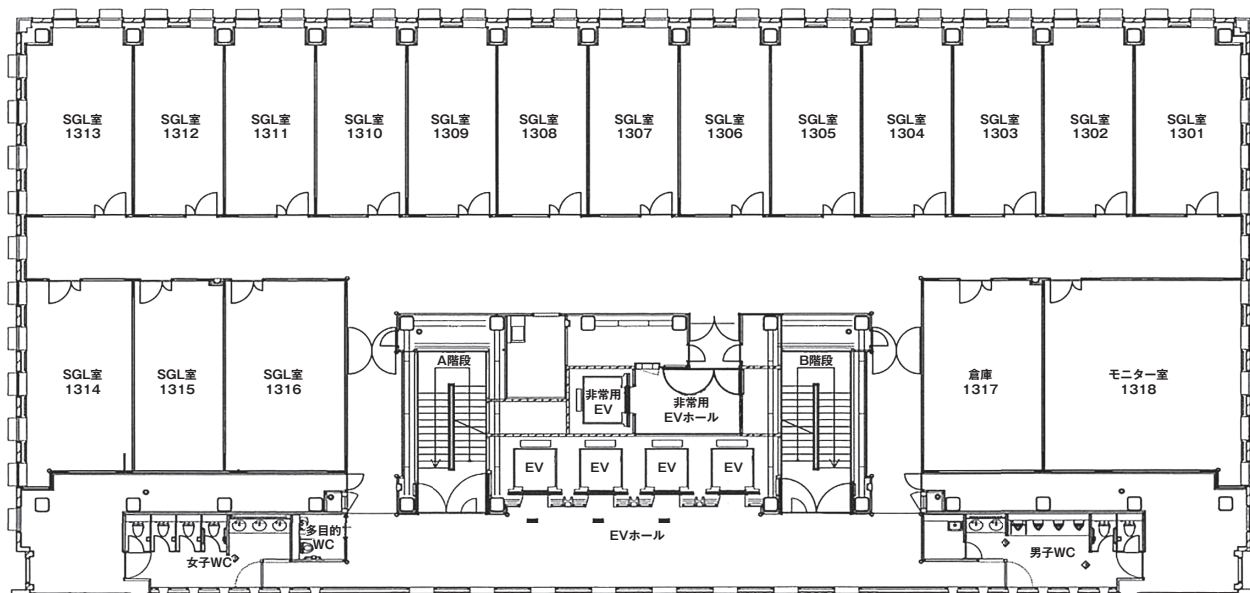 SGL室
1313
SGL室
1312
SGL室
1311
SGL室
1310
SGL室
1309
SGL室
1308
SGL室
1307
SGL室
1306
SGL室
1305
SGL室
1304
SGL室
1303
SGL室
1302
SGL室
1301
SGL室
1314
SGL室
1315
SGL室
1316
A階段
非常用
EV
非常用
EVホール
B階段
倉庫
1317
モニター室
1318
EV
EV
EV
EV
女子WC
多目的
WC
EVホール
男子WC